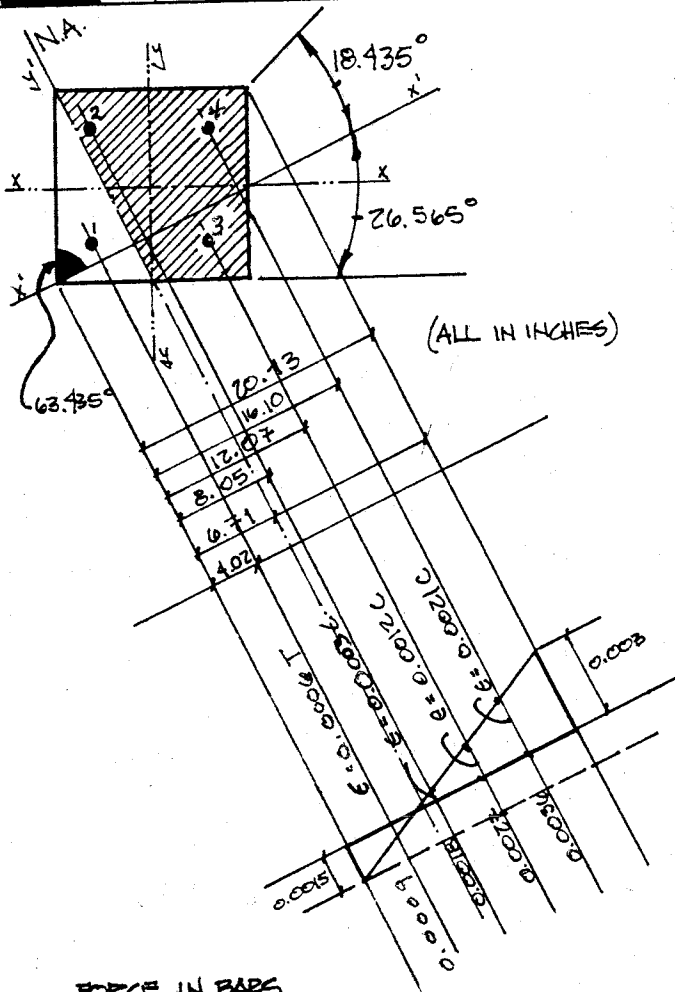 N.A.
y'
y
18.435°
x'
2
4
x
x
26.565°
1
3
x'
y
63.435°
(ALL IN INCHES)
20.13
16.10
12.07
8.05
6.71
4.02
ε=0.0006 T
ε=0.0003 C
ε=0.0012 C
ε=0.0021 C
0.003
0.0015
0.0009
0.0018
0.0027
0.0036
FORCE IN BARS